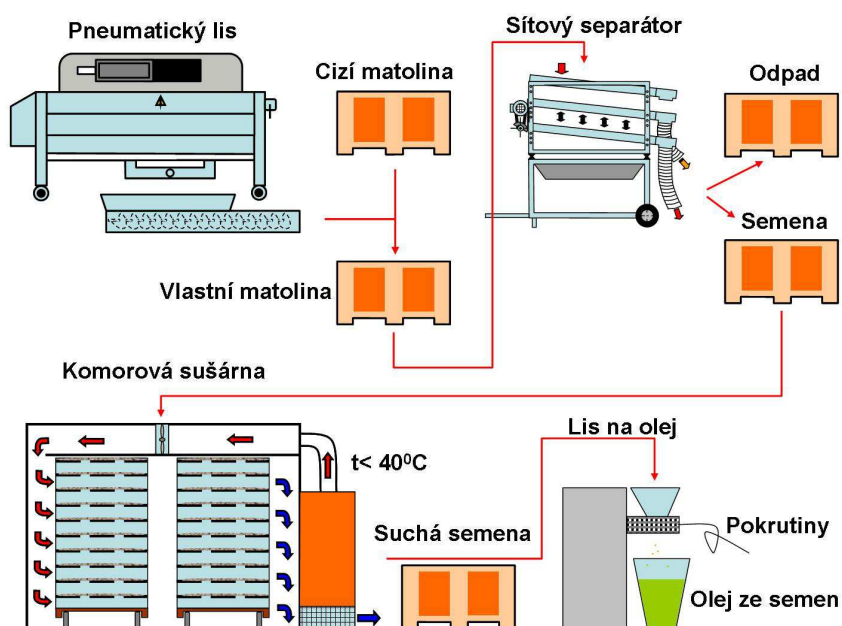 Pneumatický lis
Sítový separátor
Cizí matolina
Odpad
Semena
Vlastní matolina
Komorová sušárna
t< 40⁰C
Lis na olej
Suchá semena
Pokrutiny
Olej ze semen